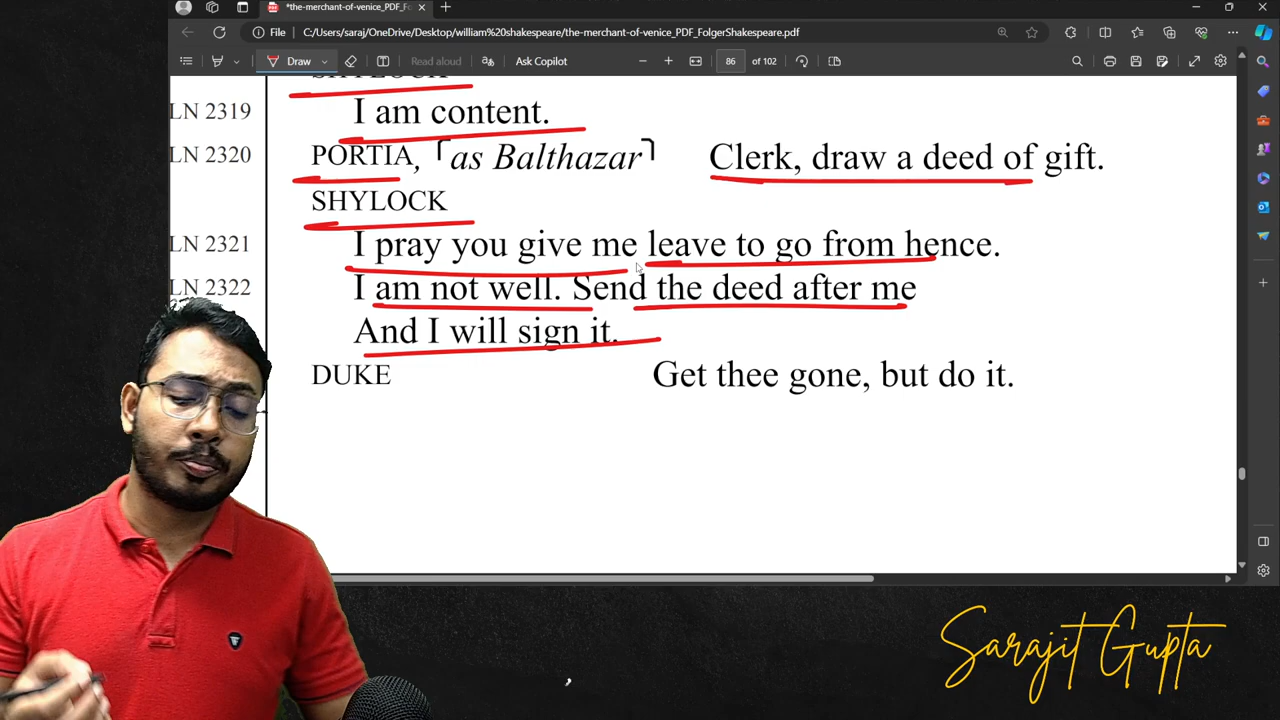 *the-merchant-of-venice_PDF_Fo
File C:/Users/saraj/OneDrive/Desktop/william%20shakespeare/the-merchant-of-venice_PDF_FolgerShakespeare.pdf
Draw Read aloud Ask Copilot 86 of 102
SHYLOCK
LN 2319 I am content.
LN 2320 PORTIA, ⌜as Balthazar⌝ Clerk, draw a deed of gift.
SHYLOCK
LN 2321 I pray you give me leave to go from hence.
LN 2322 I am not well. Send the deed after me
And I will sign it.
DUKE Get thee gone, but do it.
Sarajit Gupta